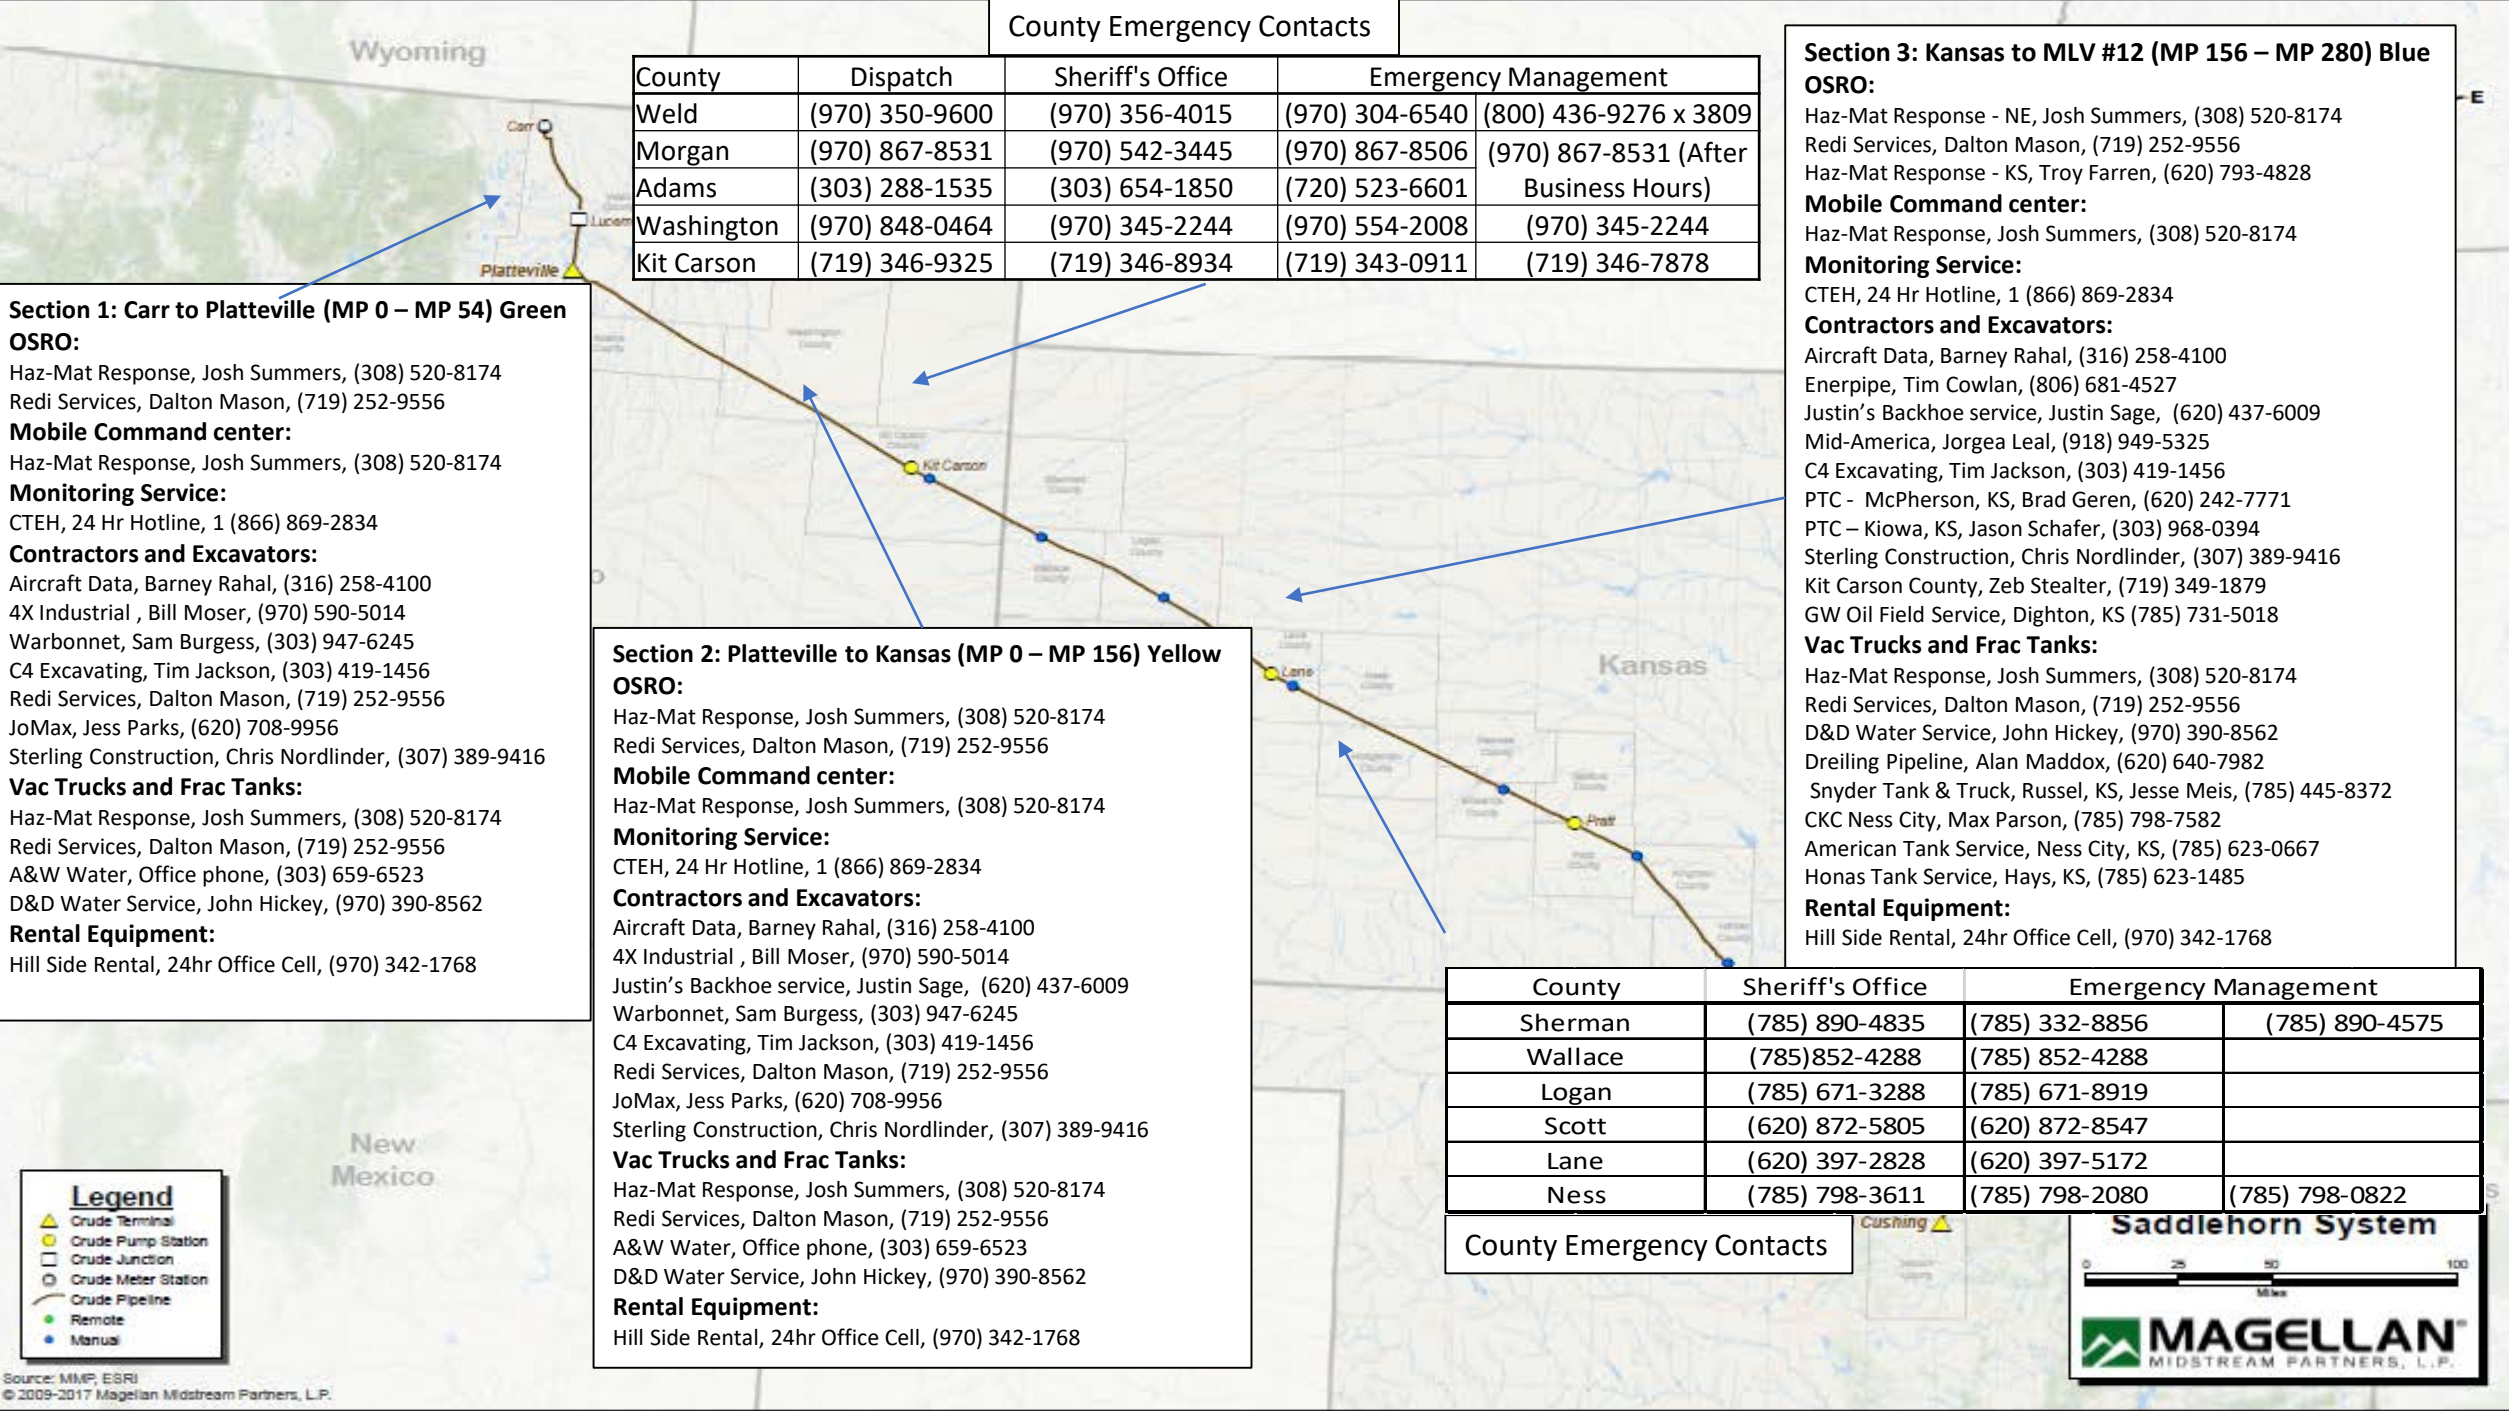 County Emergency Contacts
County Dispatch Sheriff's Office Emergency Management
Weld (970) 350-9600 (970) 356-4015 (970) 304-6540 (800) 436-9276 x 3809
Morgan (970) 867-8531 (970) 542-3445 (970) 867-8506 (970) 867-8531 (After
Adams (303) 288-1535 (303) 654-1850 (720) 523-6601 Business Hours)
Washington (970) 848-0464 (970) 345-2244 (970) 554-2008 (970) 345-2244
Kit Carson (719) 346-9325 (719) 346-8934 (719) 343-0911 (719) 346-7878
Wyoming
Carr
Platteville
Section 1: Carr to Platteville (MP 0 – MP 54) Green
OSRO:
Haz-Mat Response, Josh Summers, (308) 520-8174
Redi Services, Dalton Mason, (719) 252-9556
Mobile Command center:
Haz-Mat Response, Josh Summers, (308) 520-8174
Monitoring Service:
CTEH, 24 Hr Hotline, 1 (866) 869-2834
Contractors and Excavators:
Aircraft Data, Barney Rahal, (316) 258-4100
4X Industrial , Bill Moser, (970) 590-5014
Warbonnet, Sam Burgess, (303) 947-6245
C4 Excavating, Tim Jackson, (303) 419-1456
Redi Services, Dalton Mason, (719) 252-9556
JoMax, Jess Parks, (620) 708-9956
Sterling Construction, Chris Nordlinder, (307) 389-9416
Vac Trucks and Frac Tanks:
Haz-Mat Response, Josh Summers, (308) 520-8174
Redi Services, Dalton Mason, (719) 252-9556
A&W Water, Office phone, (303) 659-6523
D&D Water Service, John Hickey, (970) 390-8562
Rental Equipment:
Hill Side Rental, 24hr Office Cell, (970) 342-1768
Kit Carson
Lane
Kansas
Pratt
Section 2: Platteville to Kansas (MP 0 – MP 156) Yellow
OSRO:
Haz-Mat Response, Josh Summers, (308) 520-8174
Redi Services, Dalton Mason, (719) 252-9556
Mobile Command center:
Haz-Mat Response, Josh Summers, (308) 520-8174
Monitoring Service:
CTEH, 24 Hr Hotline, 1 (866) 869-2834
Contractors and Excavators:
Aircraft Data, Barney Rahal, (316) 258-4100
4X Industrial , Bill Moser, (970) 590-5014
Justin’s Backhoe service, Justin Sage, (620) 437-6009
Warbonnet, Sam Burgess, (303) 947-6245
C4 Excavating, Tim Jackson, (303) 419-1456
Redi Services, Dalton Mason, (719) 252-9556
JoMax, Jess Parks, (620) 708-9956
Sterling Construction, Chris Nordlinder, (307) 389-9416
Vac Trucks and Frac Tanks:
Haz-Mat Response, Josh Summers, (308) 520-8174
Redi Services, Dalton Mason, (719) 252-9556
A&W Water, Office phone, (303) 659-6523
D&D Water Service, John Hickey, (970) 390-8562
Rental Equipment:
Hill Side Rental, 24hr Office Cell, (970) 342-1768
Section 3: Kansas to MLV #12 (MP 156 – MP 280) Blue
OSRO:
Haz-Mat Response - NE, Josh Summers, (308) 520-8174
Redi Services, Dalton Mason, (719) 252-9556
Haz-Mat Response - KS, Troy Farren, (620) 793-4828
Mobile Command center:
Haz-Mat Response, Josh Summers, (308) 520-8174
Monitoring Service:
CTEH, 24 Hr Hotline, 1 (866) 869-2834
Contractors and Excavators:
Aircraft Data, Barney Rahal, (316) 258-4100
Enerpipe, Tim Cowlan, (806) 681-4527
Justin’s Backhoe service, Justin Sage, (620) 437-6009
Mid-America, Jorgea Leal, (918) 949-5325
C4 Excavating, Tim Jackson, (303) 419-1456
PTC - McPherson, KS, Brad Geren, (620) 242-7771
PTC – Kiowa, KS, Jason Schafer, (303) 968-0394
Sterling Construction, Chris Nordlinder, (307) 389-9416
Kit Carson County, Zeb Stealter, (719) 349-1879
GW Oil Field Service, Dighton, KS (785) 731-5018
Vac Trucks and Frac Tanks:
Haz-Mat Response, Josh Summers, (308) 520-8174
Redi Services, Dalton Mason, (719) 252-9556
D&D Water Service, John Hickey, (970) 390-8562
Dreiling Pipeline, Alan Maddox, (620) 640-7982
Snyder Tank & Truck, Russel, KS, Jesse Meis, (785) 445-8372
CKC Ness City, Max Parson, (785) 798-7582
American Tank Service, Ness City, KS, (785) 623-0667
Honas Tank Service, Hays, KS, (785) 623-1485
Rental Equipment:
Hill Side Rental, 24hr Office Cell, (970) 342-1768
E
County Sheriff's Office Emergency Management
Sherman (785) 890-4835 (785) 332-8856 (785) 890-4575
Wallace (785)852-4288 (785) 852-4288
Logan (785) 671-3288 (785) 671-8919
Scott (620) 872-5805 (620) 872-8547
Lane (620) 397-2828 (620) 397-5172
Ness (785) 798-3611 (785) 798-2080 (785) 798-0822
County Emergency Contacts
Cushing
New
Mexico
Legend
Crude Terminal
Crude Pump Station
Crude Junction
Crude Meter Station
Crude Pipeline
Remote
Manual
Source: MMP, ESRI
© 2009-2017 Magellan Midstream Partners, L.P.
Saddlehorn System
0 25 50 100
Miles
MAGELLAN
MIDSTREAM PARTNERS, L.P.